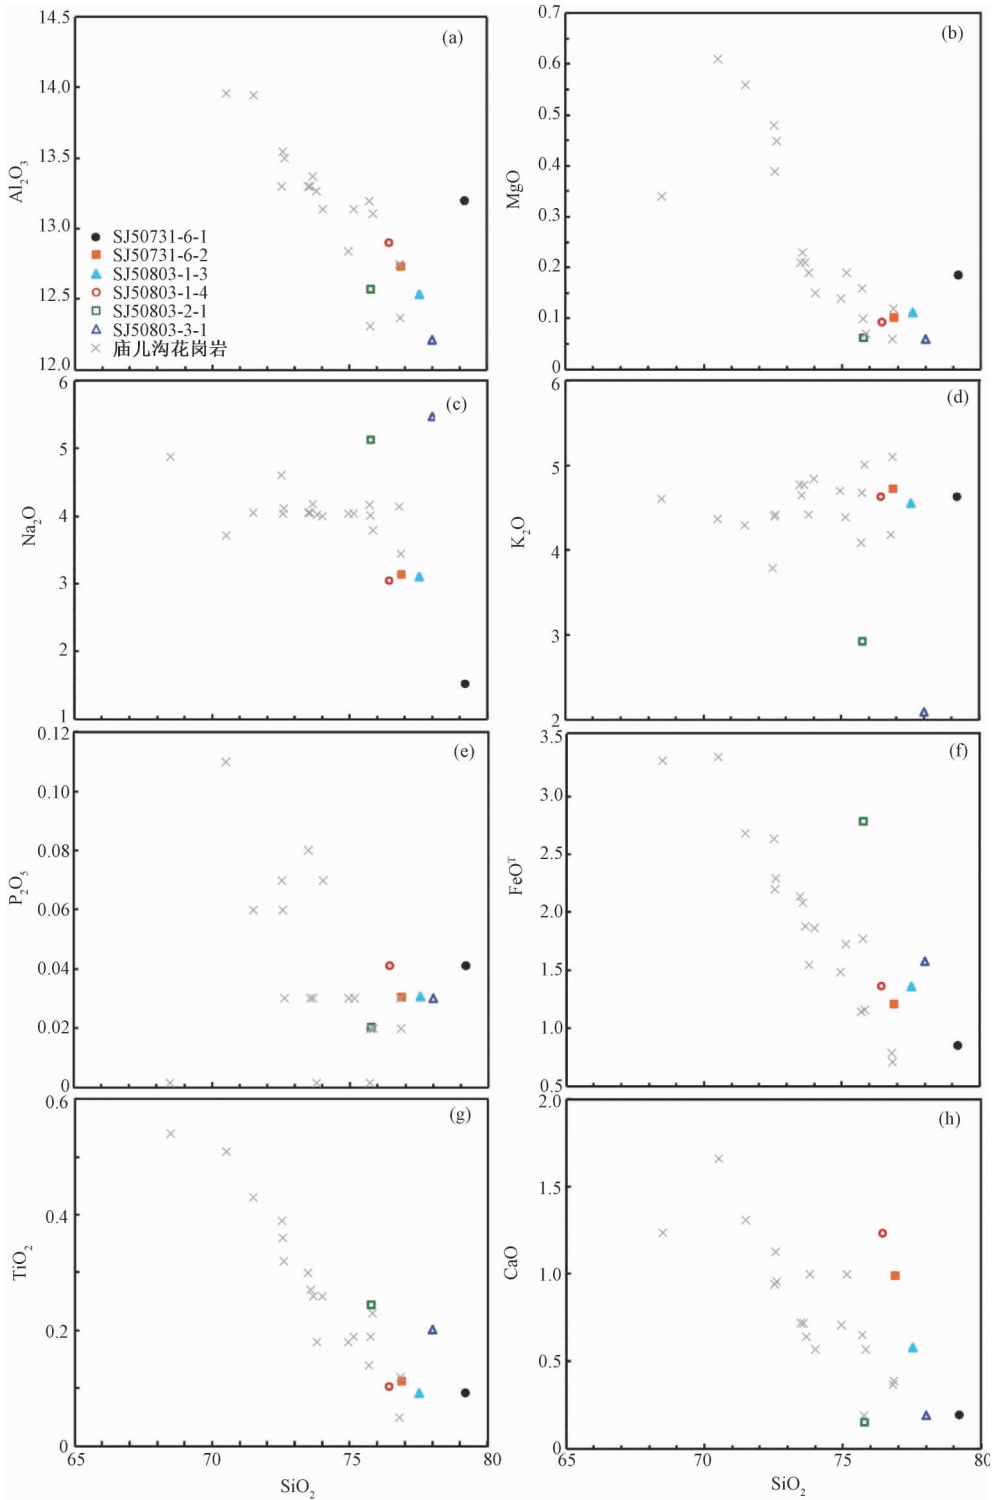 14.5
14.0
13.5
13.0
12.5
12.0
Al₂O₃
(a)
SJ50731-6-1
SJ50731-6-2
SJ50803-1-3
SJ50803-1-4
SJ50803-2-1
SJ50803-3-1
庙儿沟花岗岩
0.7
0.6
0.5
0.4
0.3
0.2
0.1
0
MgO
(b)
6
5
4
3
2
1
Na₂O
(c)
6
5
4
3
2
K₂O
(d)
0.12
0.10
0.08
0.06
0.04
0.02
0
P₂O₅
(e)
3.5
3.0
2.5
2.0
1.5
1.0
0.5
FeOᵀ
(f)
0.6
0.4
0.2
0
TiO₂
(g)
65 70 75 80
SiO₂
2.0
1.5
1.0
0.5
0
CaO
(h)
65 70 75 80
SiO₂